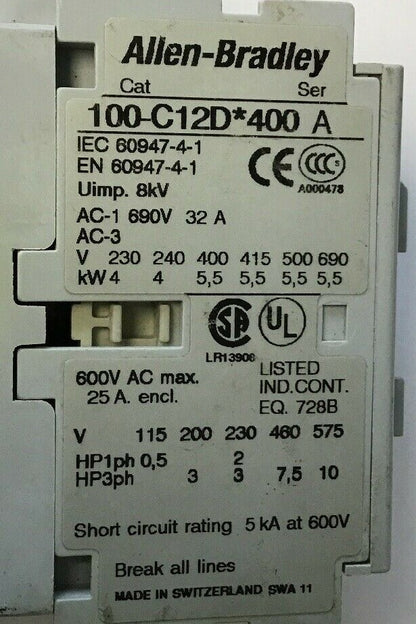 Allen-Bradley
Cat Ser
100-C12D*400 A
IEC 60947-4-1
EN 60947-4-1
Uimp. 8kV
CE CCC S
A000478
AC-1 690V 32 A
AC-3
V 230 240 400 415 500 690
kW 4 4 5,5 5,5 5,5 5,5
SA UL
LR13908
600V AC max.
25 A. encl.
LISTED
IND.CONT.
EQ. 728B
V 115 200 230 460 575
HP1ph 0,5 2
HP3ph 3 3 7,5 10
Short circuit rating 5 kA at 600V
Break all lines
MADE IN SWITZERLAND SWA 11